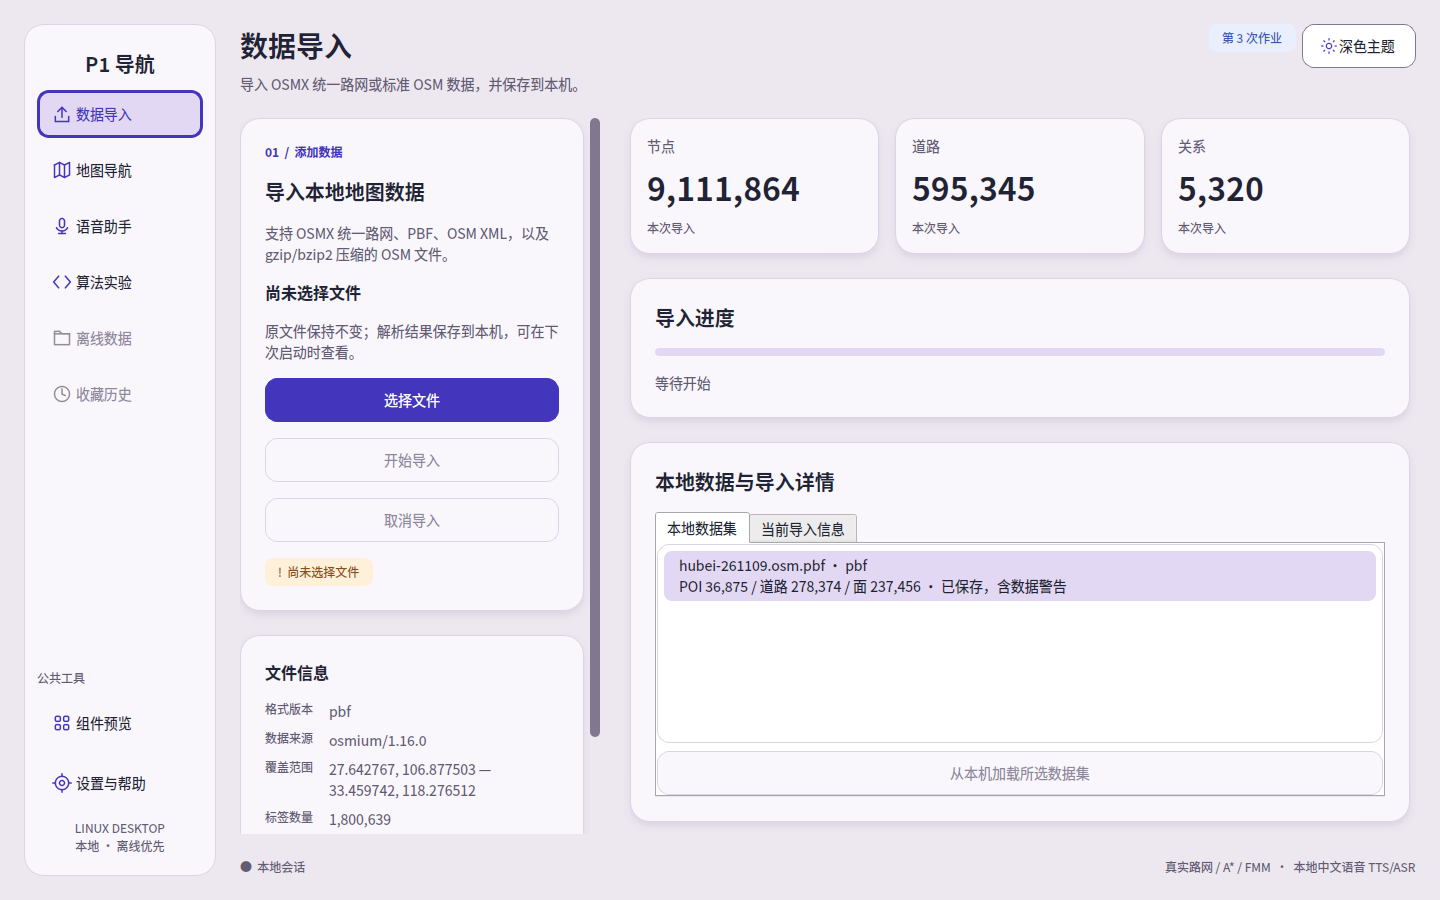 P1 导航
数据导入
地图导航
语音助手
算法实验
离线数据
收藏历史
公共工具
组件预览
设置与帮助
LINUX DESKTOP
本地 · 离线优先
数据导入
导入 OSMX 统一路网或标准 OSM 数据，并保存到本机。
第 3 次作业
深色主题
01 / 添加数据
导入本地地图数据
支持 OSMX 统一路网、PBF、OSM XML，以及
gzip/bzip2 压缩的 OSM 文件。
尚未选择文件
原文件保持不变；解析结果保存到本机，可在下
次启动时查看。
选择文件
开始导入
取消导入
! 尚未选择文件
文件信息
格式版本 pbf
数据来源 osmium/1.16.0
覆盖范围 27.642767, 106.877503 —
33.459742, 118.276512
标签数量 1,800,639
节点
9,111,864
本次导入
道路
595,345
本次导入
关系
5,320
本次导入
导入进度
等待开始
本地数据与导入详情
本地数据集
当前导入信息
hubei-261109.osm.pbf · pbf
POI 36,875 / 道路 278,374 / 面 237,456 · 已保存，含数据警告
从本机加载所选数据集
● 本地会话
真实路网 / A* / FMM · 本地中文语音 TTS/ASR